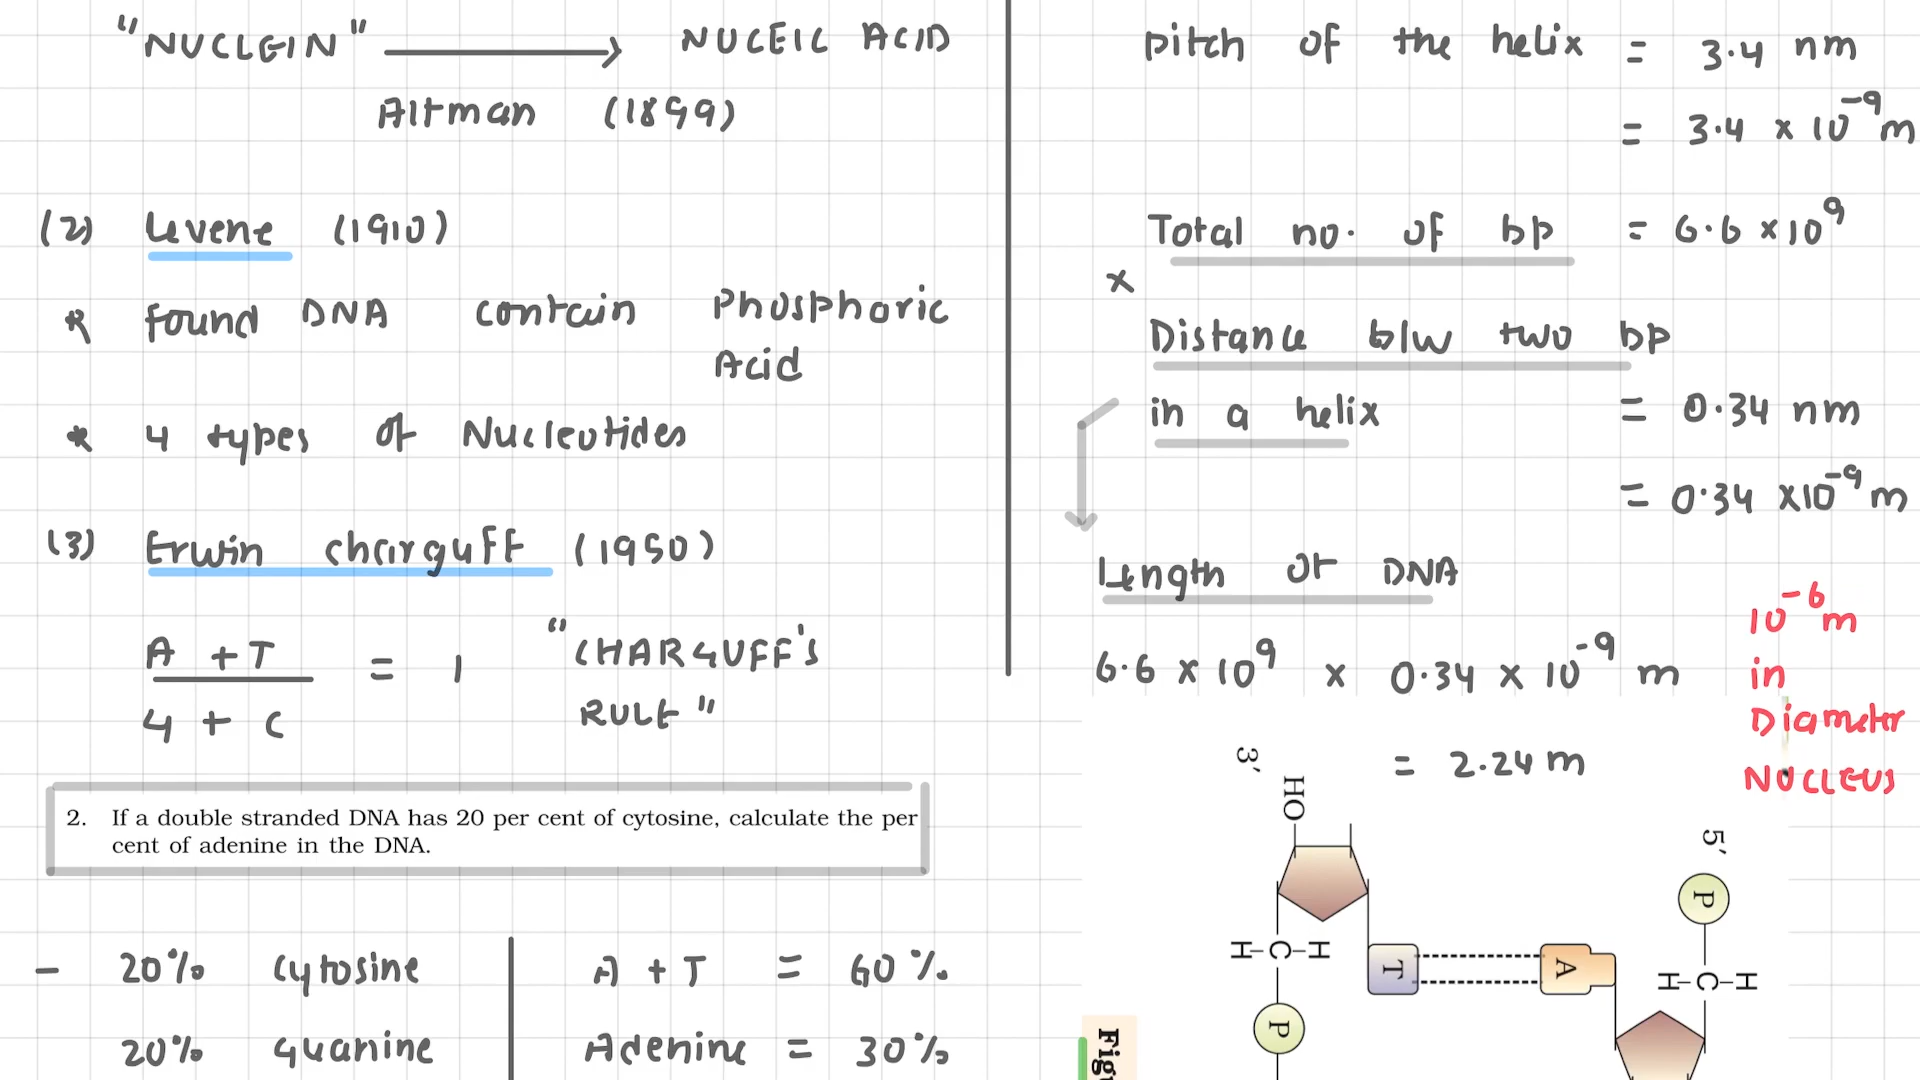 "NUCLEIN" → NUCEIC ACID
Altman (1899)
(2) Levene (1910)
* found DNA contain Phosphoric
Acid
* 4 types of Nucleotides
(3) Erwin charguff (1950)
A + T
G + C
= 1
"CHARGUFF'S
RULE"
2. If a double stranded DNA has 20 per cent of cytosine, calculate the per
cent of adenine in the DNA.
- 20% Cytosine
20% Guanine
A + T = 60%
Adenine = 30%
pitch of the helix = 3.4 nm
= 3.4 x 10⁻⁹ m
Total no. of bp = 6.6 x 10⁹
x
Distance b/w two bp
in a helix = 0.34 nm
= 0.34 x 10⁻⁹ m
Length of DNA
6.6 x 10⁹ x 0.34 x 10⁻⁹ m
= 2.24 m
10⁻⁶ m
in
Diameter
NUCLEUS
3'
HO
5'
P
H-C-H
T
A
H-C-H
P